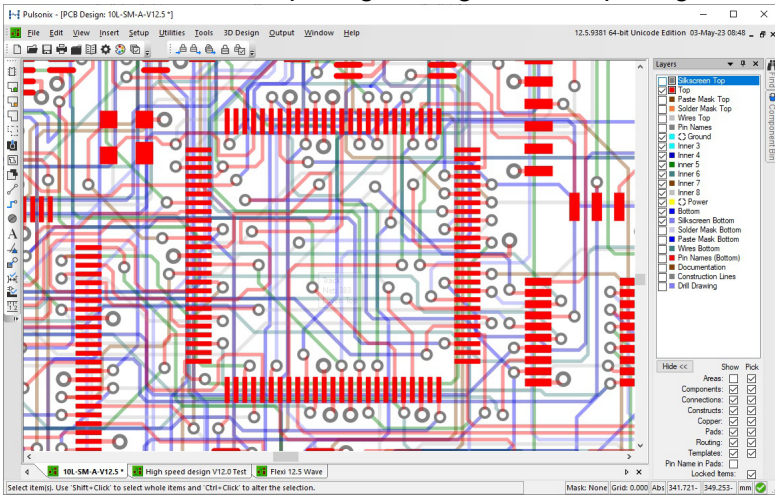 Pulsonix - [PCB Design: 10L-SM-A-V12.5 *]
File Edit View Insert Setup Utilities Tools 3D Design Output Window Help
12.5.9381 64-bit Unicode Edition 03-May-23 08:48
Layers
Silkscreen Top
Top
Paste Mask Top
Solder Mask Top
Wires Top
Pin Names
Ground
Inner 3
Inner 4
inner 5
Inner 6
Inner 7
Inner 8
Power
Bottom
Silkscreen Bottom
Solder Mask Bottom
Paste Mask Bottom
Wires Bottom
Pin Names (Bottom)
Documentation
Construction Lines
Drill Drawing
Find
Component Bin
Hide << Show Pick
Areas:
Components:
Connections:
Constructs:
Copper:
Pads:
Routing:
Templates:
Pin Name in Pads:
Locked Items:
10L-SM-A-V12.5 * High speed design V12.0 Test Flexi 12.5 Wave
Select item(s). Use 'Shift+Click' to select whole items and 'Ctrl+Click' to alter the selection. Mask: None Grid: 0.000 Abs 341.721- 349.253- mm